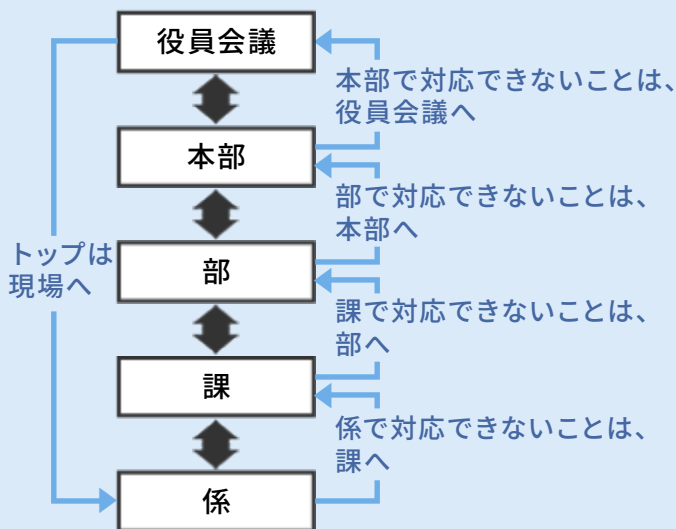 役員会議
本部で対応できないことは、
役員会議へ
本部
部で対応できないことは、
本部へ
トップは
現場へ
部
課で対応できないことは、
部へ
課
係で対応できないことは、
課へ
係